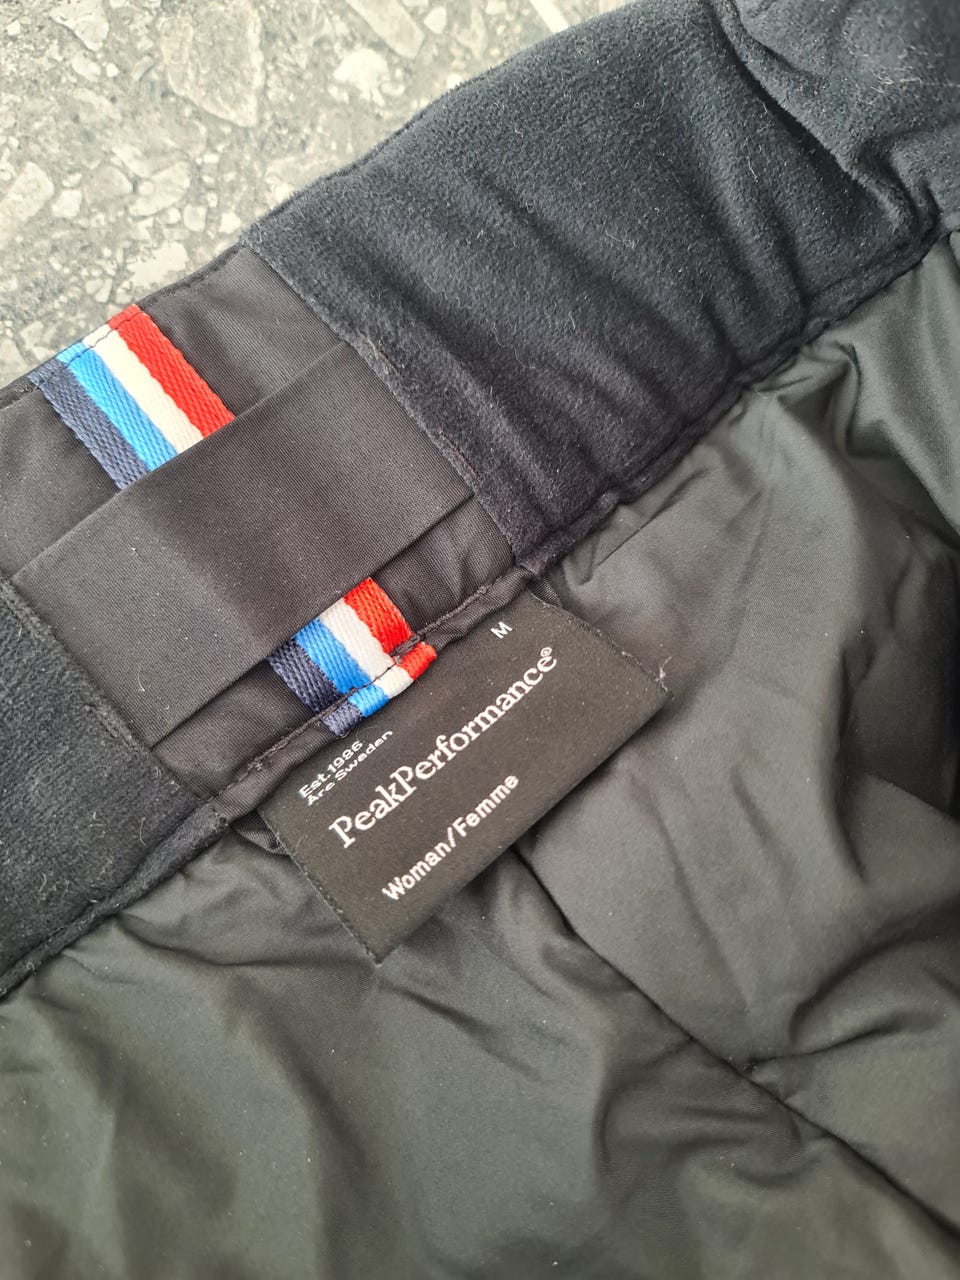 M
PeakPerformance®
Est.1986
Åre Sweden
Woman/Femme